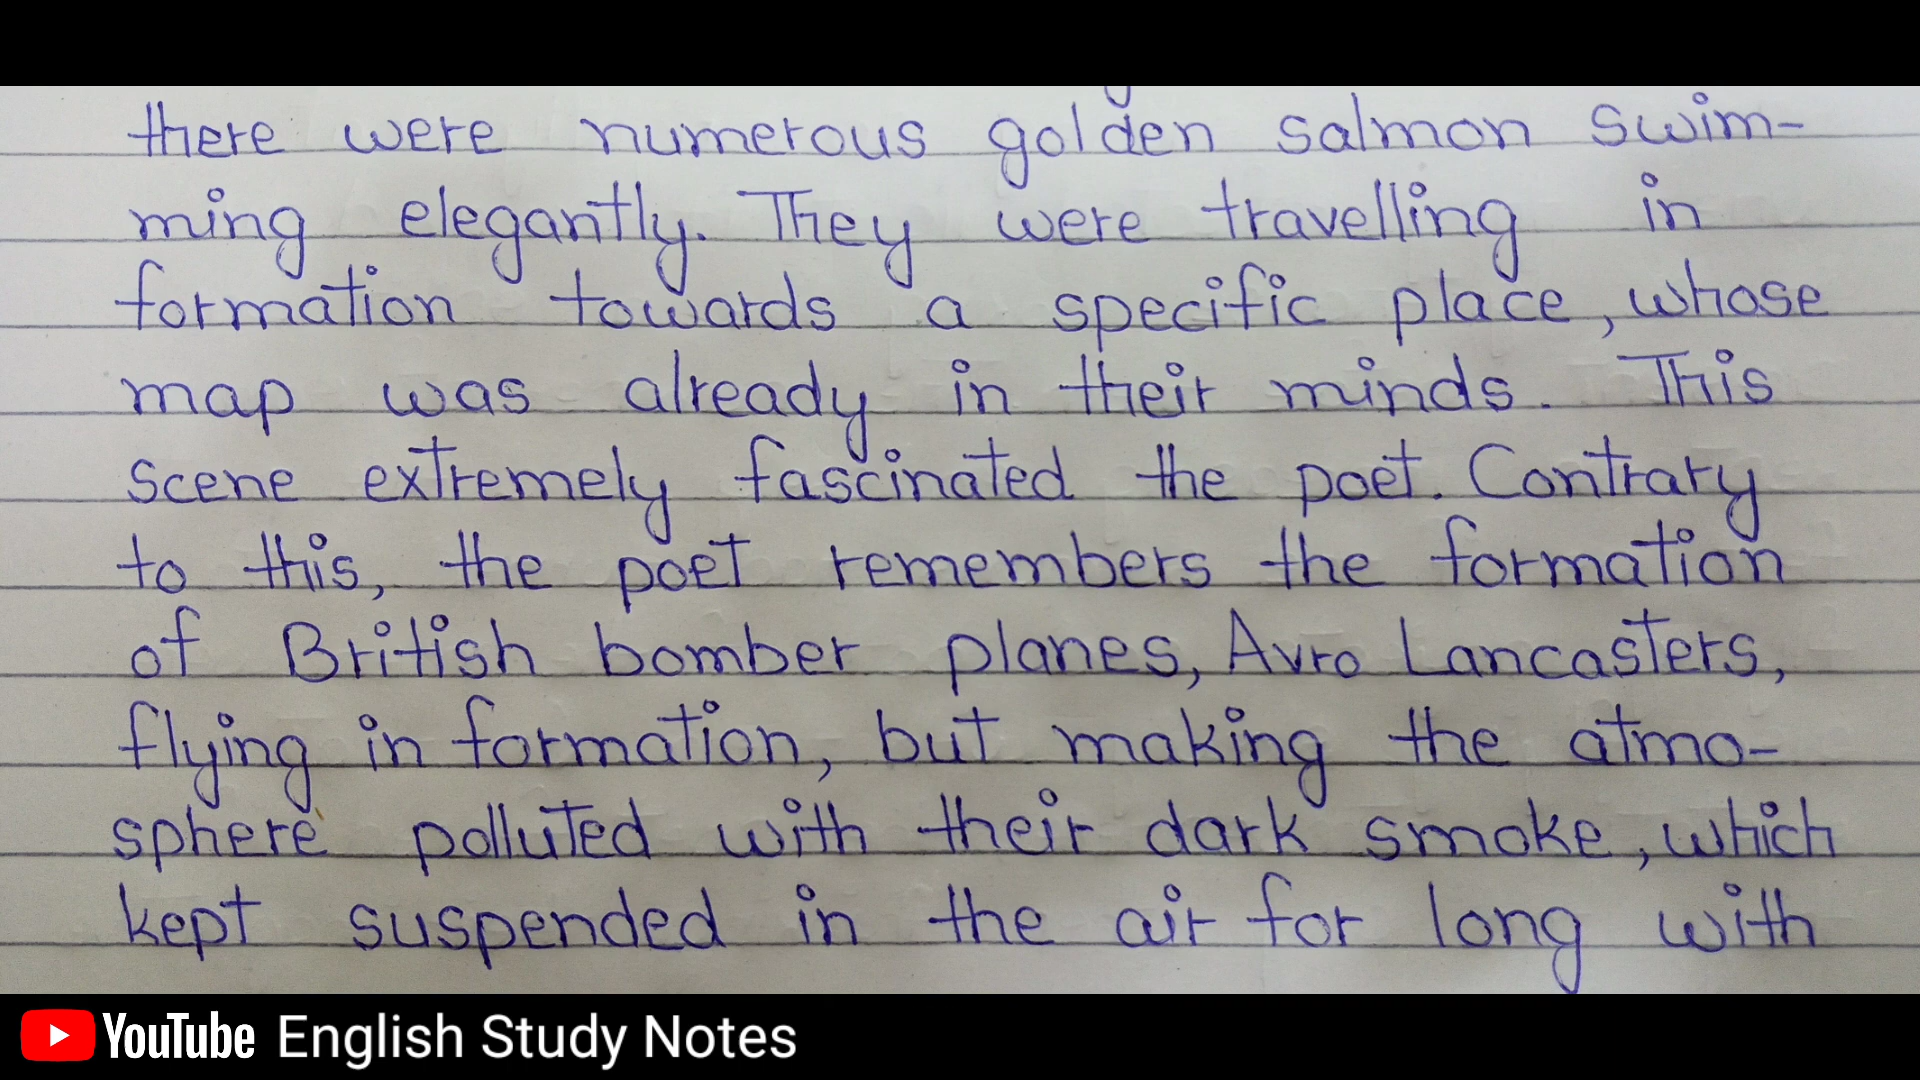 there were numerous golden salmon swim-
ming elegantly. They were travelling in
formation towards a specific place, whose
map was already in their minds. This
scene extremely fascinated the poet. Contrary
to this, the poet remembers the formation
of British bomber planes, Avro Lancasters,
flying in formation, but making the atmo-
sphere polluted with their dark smoke, which
kept suspended in the air for long with
YouTube English Study Notes